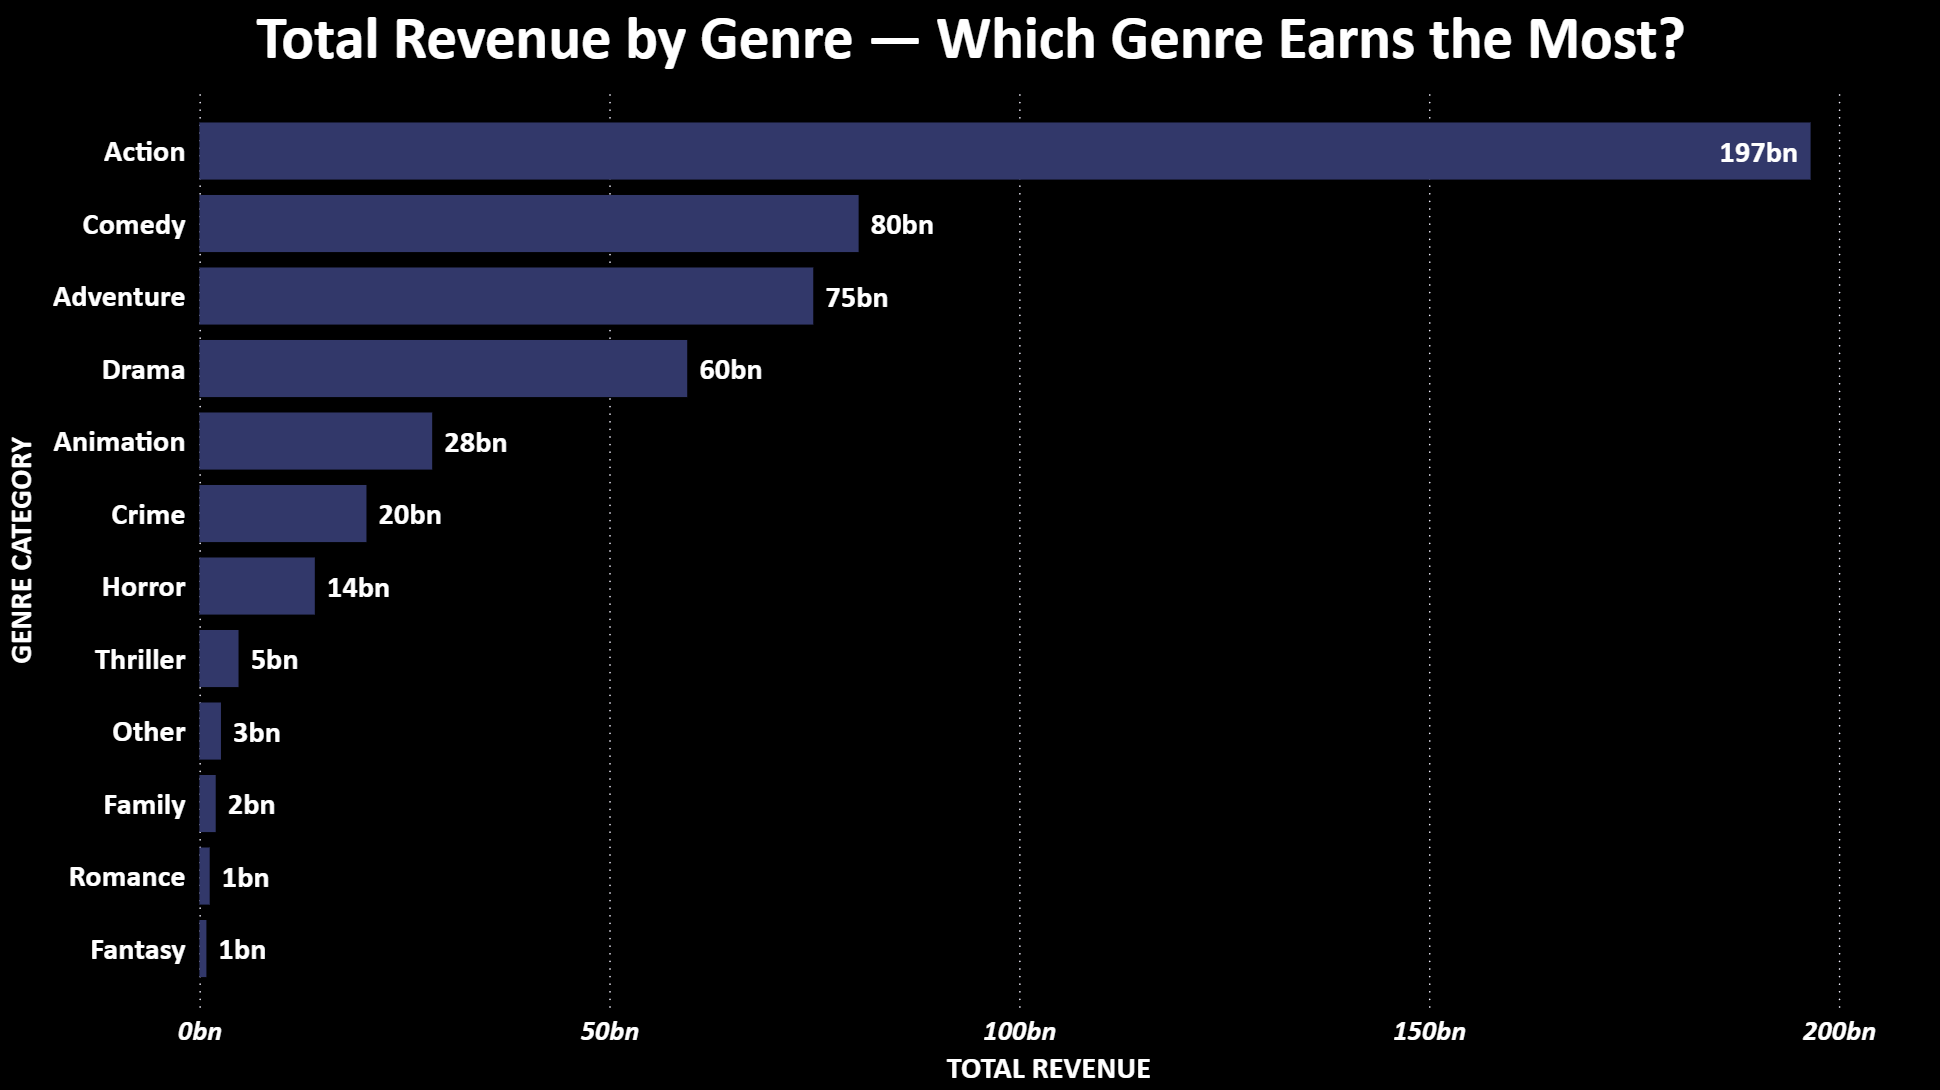 Total Revenue by Genre — Which Genre Earns the Most?
GENRE CATEGORY
Action 197bn
Comedy 80bn
Adventure 75bn
Drama 60bn
Animation 28bn
Crime 20bn
Horror 14bn
Thriller 5bn
Other 3bn
Family 2bn
Romance 1bn
Fantasy 1bn
0bn 50bn 100bn 150bn 200bn
TOTAL REVENUE